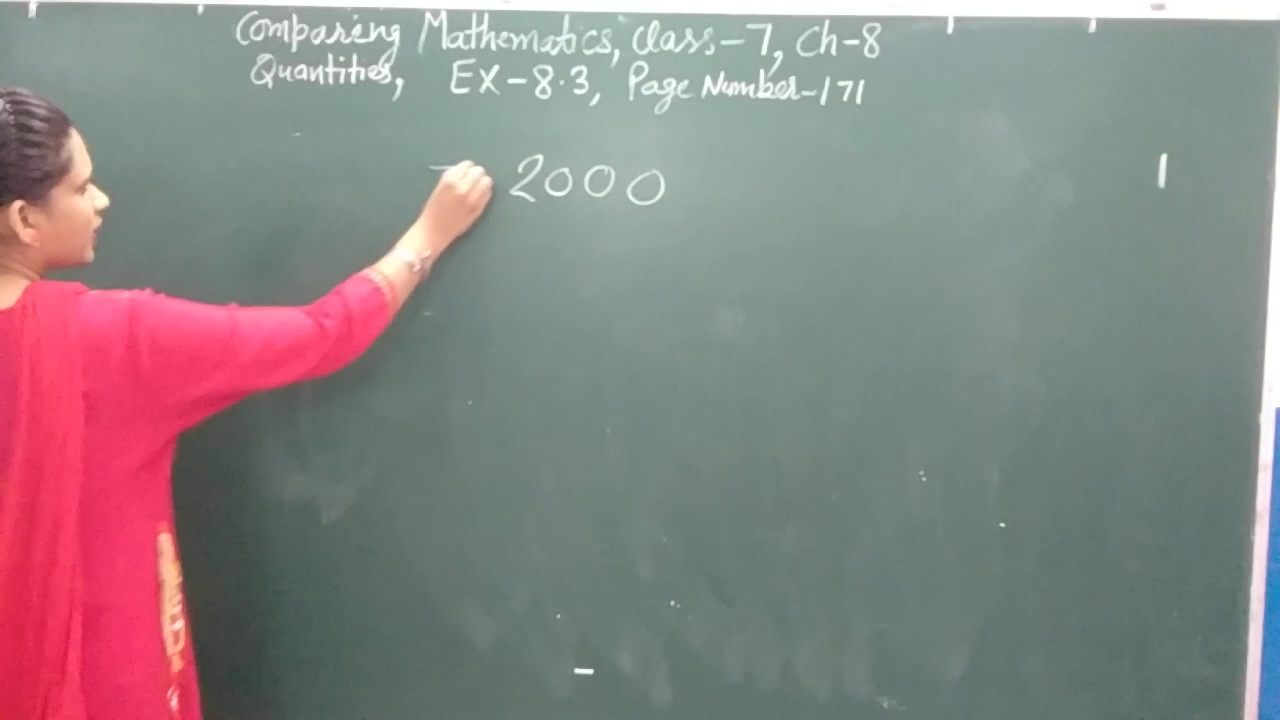 Comparing Mathematics, Class-7, Ch-8
Quantities, EX-8.3, Page Number-171
2000